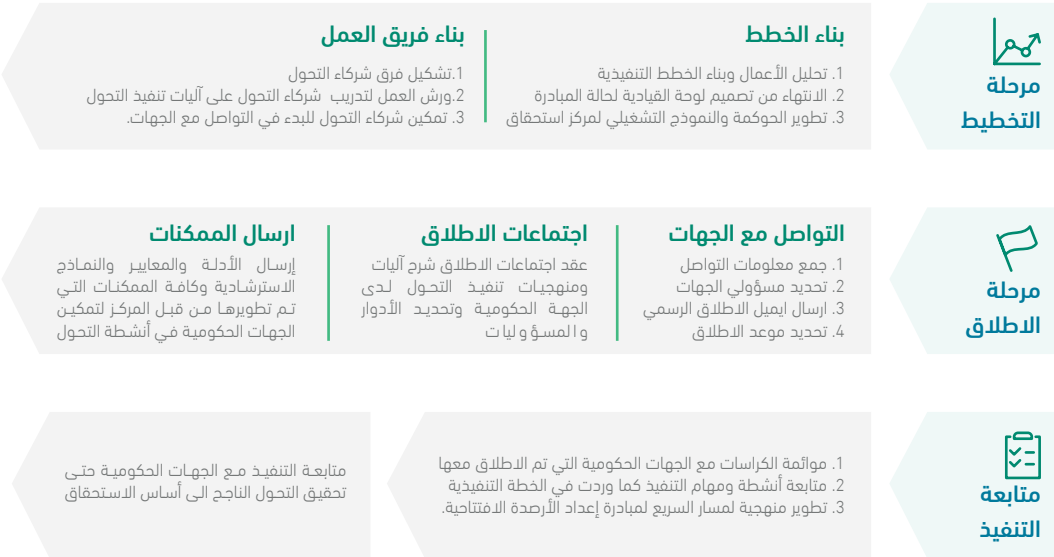 مرحلة
التخطيط
بناء الخطط
1. تحليل الأعمال وبناء الخطط التنفيذية
2. الانتهاء من تصميم لوحة القيادية لحالة المبادرة
3. تطوير الحوكمة والنموذج التشغيلي لمركز استحقاق
بناء فريق العمل
1.تشكيل فرق شركاء التحول
2.ورش العمل لتدريب شركاء التحول على آليات تنفيذ التحول
3. تمكين شركاء التحول للبدء في التواصل مع الجهات.
مرحلة
الاطلاق
التواصل مع الجهات
1. جمع معلومات التواصل
2. تحديد مسؤولي الجهات
3. ارسال ايميل الاطلاق الرسمي
4. تحديد موعد الاطلاق
اجتماعات الاطلاق
عقد اجتماعات الاطلاق شرح آليات
ومنهجيات تنفيذ التحول لدى
الجهة الحكومية وتحديد الأدوار
والمسؤوليات
ارسال الممكنات
إرسال الأدلة والمعايير والنماذج
الاسترشادية وكافة الممكنات التي
تم تطويرها من قبل المركز لتمكين
الجهات الحكومية في أنشطة التحول
متابعة
التنفيذ
1. موائمة الكراسات مع الجهات الحكومية التي تم الاطلاق معها
2. متابعة أنشطة ومهام التنفيذ كما وردت في الخطة التنفيذية
3. تطوير منهجية لمسار السريع لمبادرة إعداد الأرصدة الافتتاحية.
متابعة التنفيذ مع الجهات الحكومية حتى
تحقيق التحول الناجح الى أساس الاستحقاق